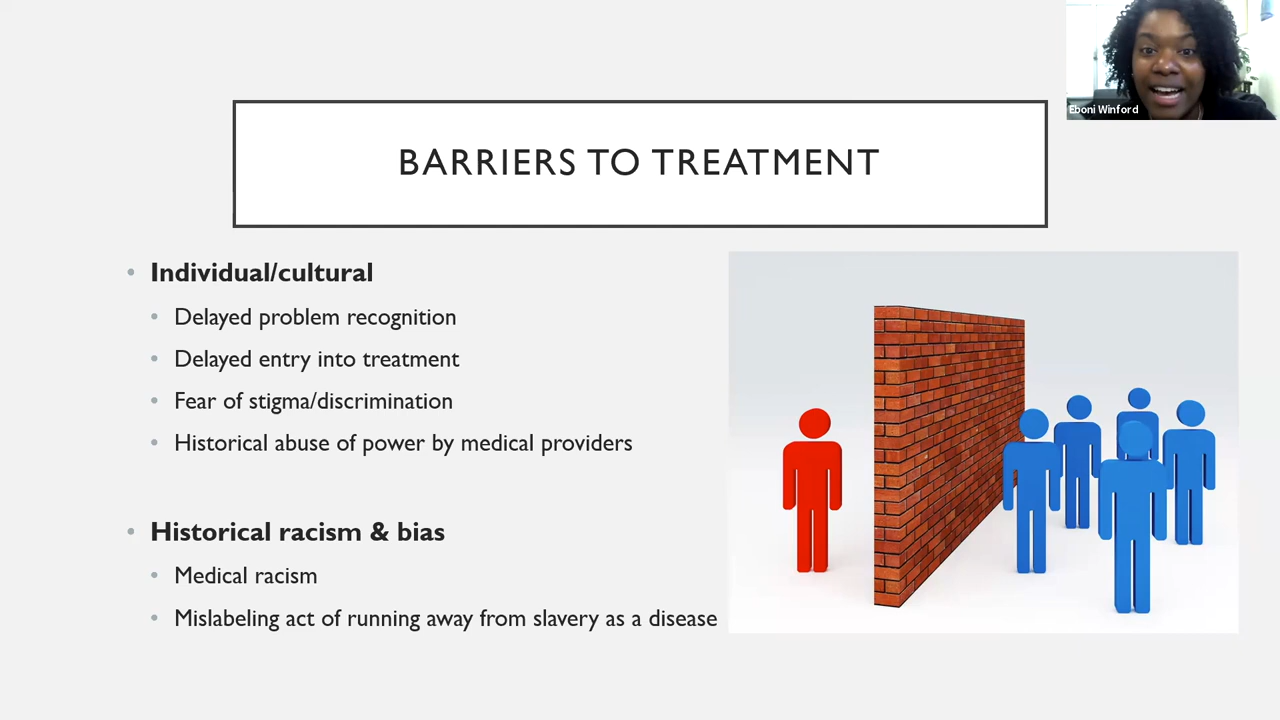 Eboni Winford
BARRIERS TO TREATMENT
• Individual/cultural
• Delayed problem recognition
• Delayed entry into treatment
• Fear of stigma/discrimination
• Historical abuse of power by medical providers
• Historical racism & bias
• Medical racism
• Mislabeling act of running away from slavery as a disease